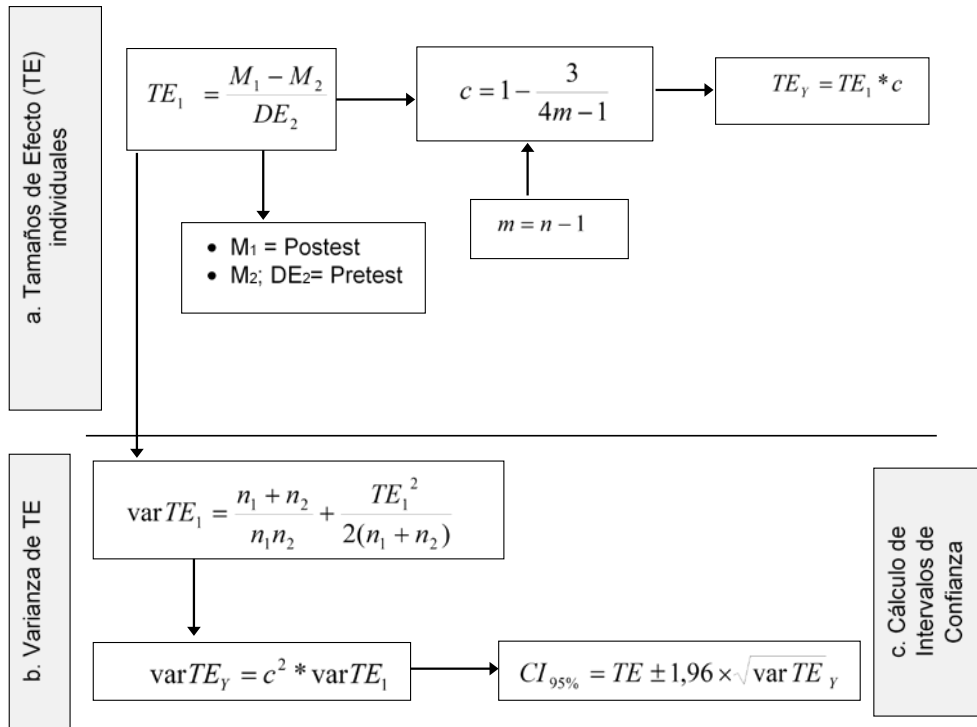 a. Tamaños de Efecto (TE)
individuales
TE₁ = (M₁ − M₂) / DE₂
c = 1 − 3 / (4m − 1)
TE_Y = TE₁ * c
m = n − 1
• M₁ = Postest
• M₂; DE₂= Pretest
b. Varianza de TE
var TE₁ = (n₁ + n₂) / (n₁n₂) + TE₁² / (2(n₁ + n₂))
var TE_Y = c² * var TE₁
CI₉₅% = TE ± 1,96 × √(var TE)_Y
c. Cálculo de
Intervalos de
Confianza